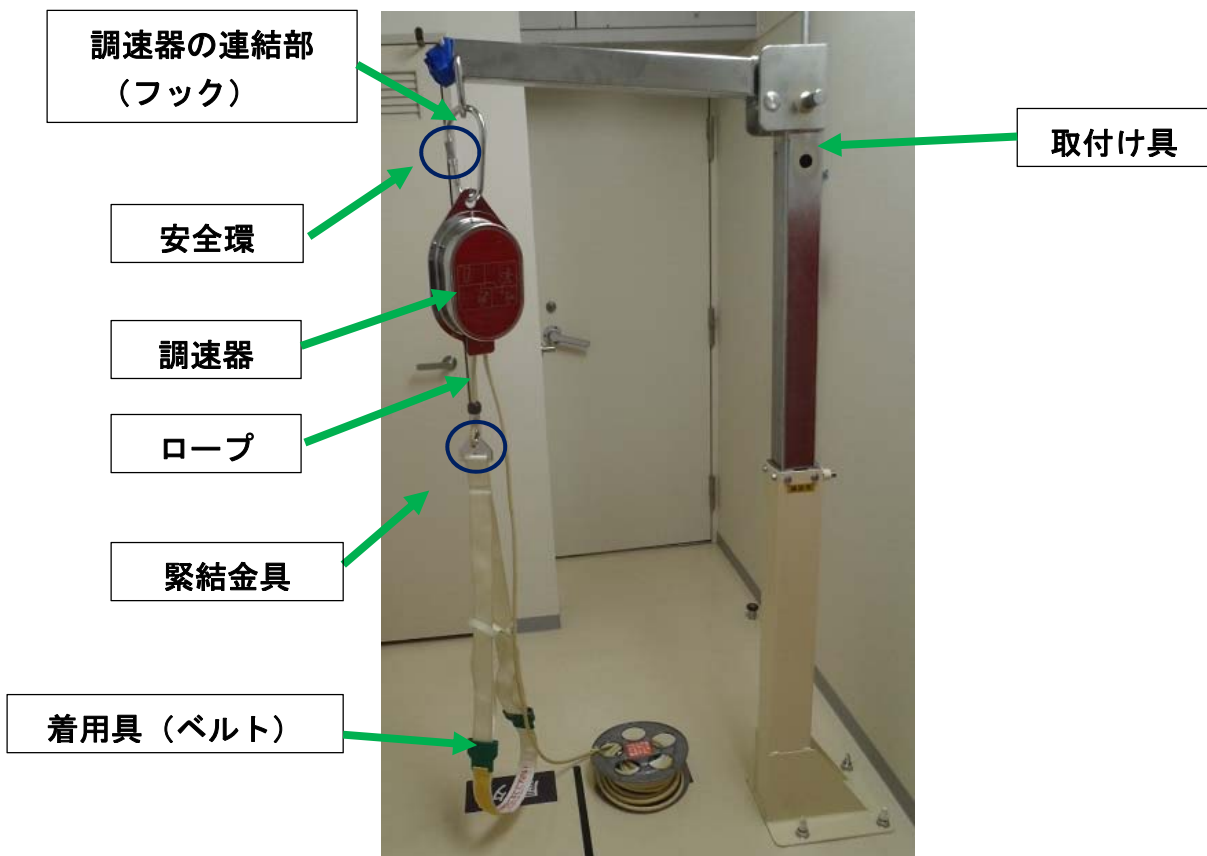 調速器の連結部
（フック）
取付け具
安全環
調速器
ロープ
緊結金具
着用具（ベルト）